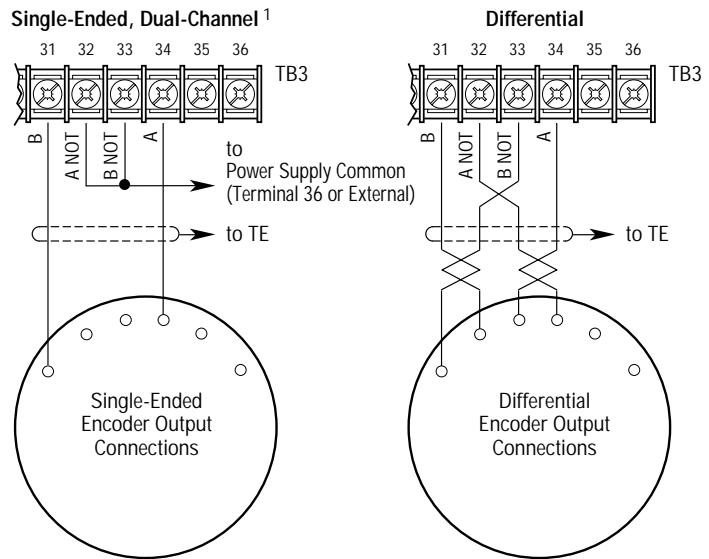 Single-Ended, Dual-Channel 1
31 32 33 34 35 36
TB3
B
A NOT
B NOT
A
to
Power Supply Common
(Terminal 36 or External)
to TE
Single-Ended
Encoder Output
Connections
Differential
31 32 33 34 35 36
TB3
B
A NOT
B NOT
A
to TE
Differential
Encoder Output
Connections